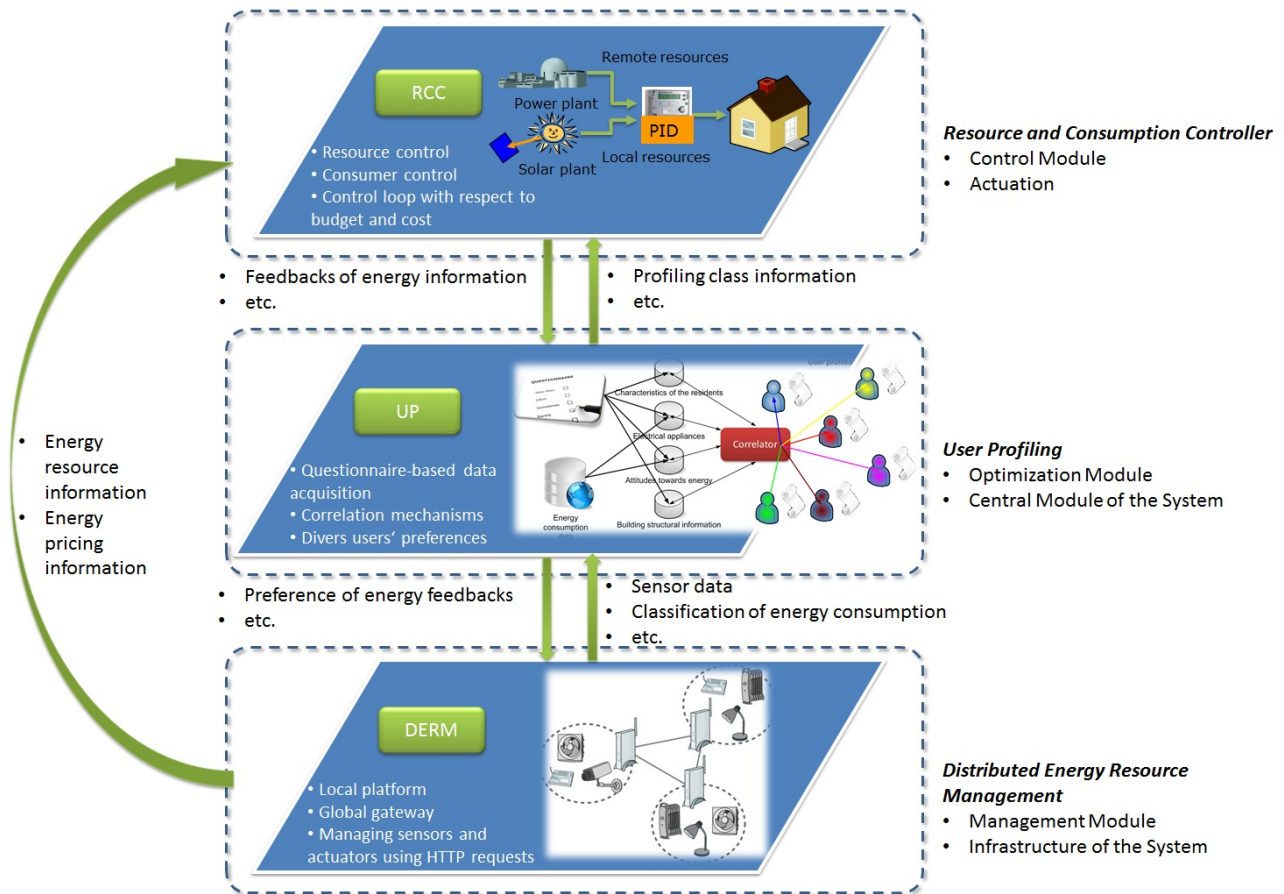 RCC
Remote resources
Power plant
PID
Solar plant
Local resources
• Resource control
• Consumer control
• Control loop with respect to
budget and cost
Resource and Consumption Controller
• Control Module
• Actuation
• Feedbacks of energy information
• etc.
• Profiling class information
• etc.
UP
QUESTIONNAIRE
Characteristics of the residents
Electrical appliances
Correlator
Attitudes towards energy
Energy
consumption
Building structural information
• Questionnaire-based data
acquisition
• Correlation mechanisms
• Divers users‘ preferences
User Profiling
• Optimization Module
• Central Module of the System
• Energy
resource
information
• Energy
pricing
information
• Preference of energy feedbacks
• etc.
• Sensor data
• Classification of energy consumption
• etc.
DERM
• Local platform
• Global gateway
• Managing sensors and
actuators using HTTP requests
Distributed Energy Resource
Management
• Management Module
• Infrastructure of the System